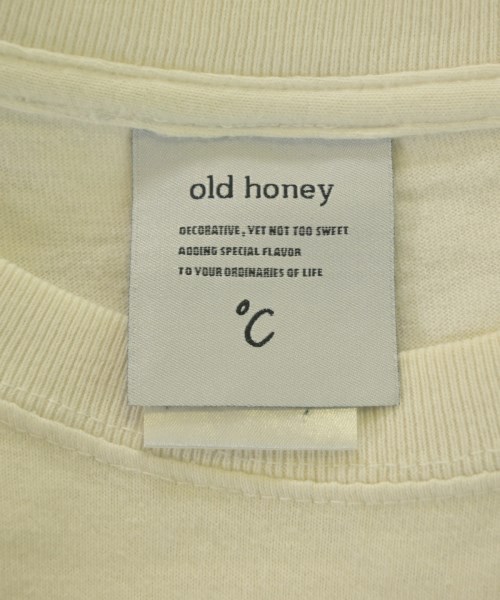 old honey
DECORATIVE, YET NOT TOO SWEET
ADDING SPECIAL FLAVOR
TO YOUR ORDINARIES OF LIFE
°C